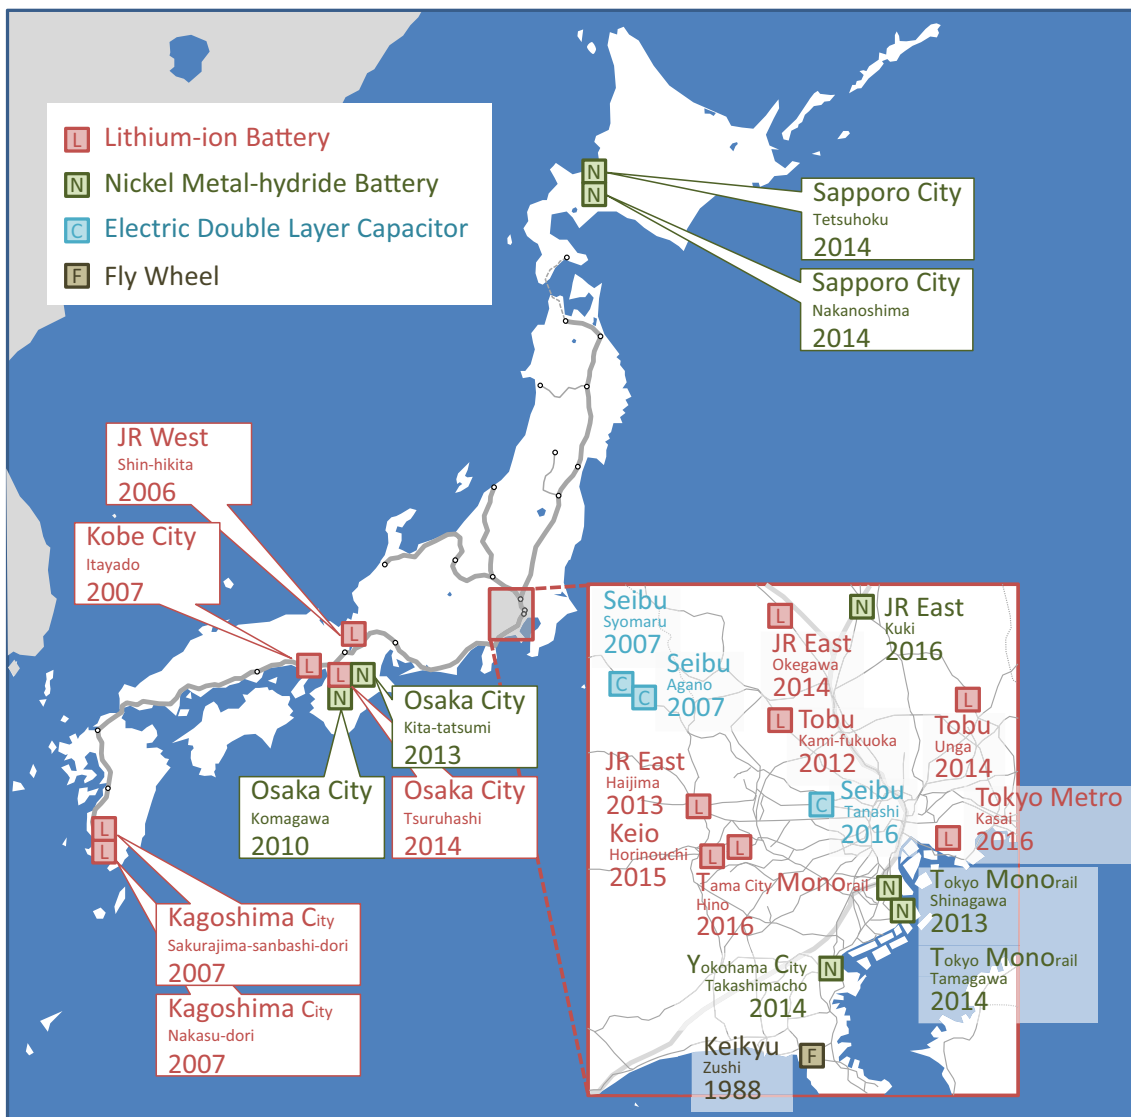 L Lithium-ion Battery
N Nickel Metal-hydride Battery
C Electric Double Layer Capacitor
F Fly Wheel
N
N
Sapporo City
Tetsuhoku
2014
Sapporo City
Nakanoshima
2014
JR West
Shin-hikita
2006
Kobe City
Itayado
2007
L
L
L
N
N
Osaka City
Kita-tatsumi
2013
Osaka City
Komagawa
2010
Osaka City
Tsuruhashi
2014
L
L
Kagoshima City
Sakurajima-sanbashi-dori
2007
Kagoshima City
Nakasu-dori
2007
Seibu
Syomaru
2007
C
C
Seibu
Agano
2007
L
JR East
Okegawa
2014
N
JR East
Kuki
2016
L
Tobu
Kami-fukuoka
2012
L
Tobu
Unga
2014
JR East
Haijima
2013
L
C
Seibu
Tanashi
2016
Tokyo Metro
Kasai
2016
L
Keio
Horinouchi
2015
L
L
Tama City Monorail
Hino
2016
N
N
Tokyo Monorail
Shinagawa
2013
Tokyo Monorail
Tamagawa
2014
Yokohama City
Takashimacho
2014
N
Keikyu
Zushi
1988
F